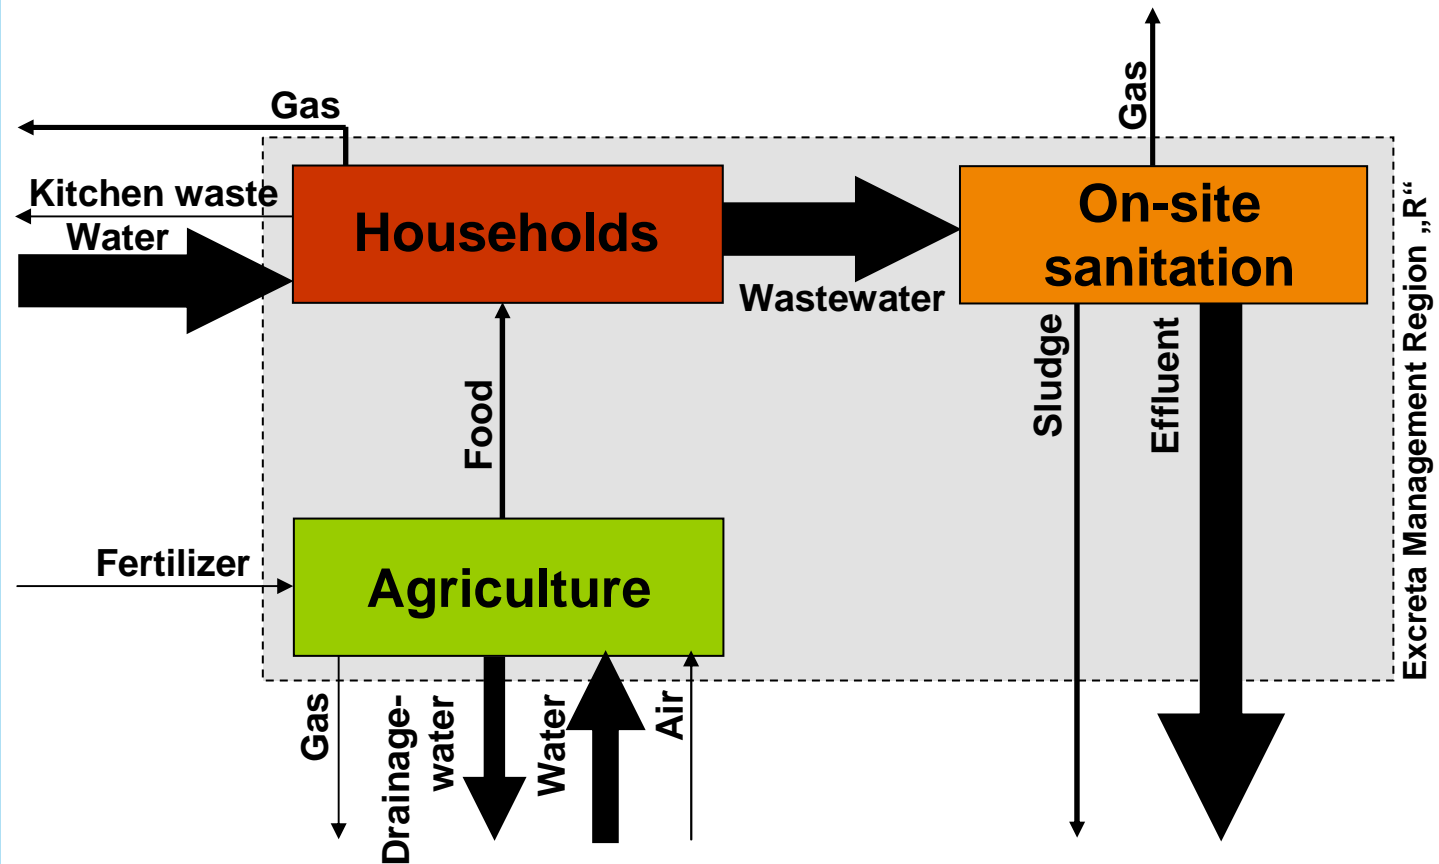 Gas
Gas
Kitchen waste
Water
Households
On-site
sanitation
Wastewater
Sludge
Effluent
Food
Fertilizer
Agriculture
Gas
Drainage-
water
Water
Air
Excreta Management Region „R“